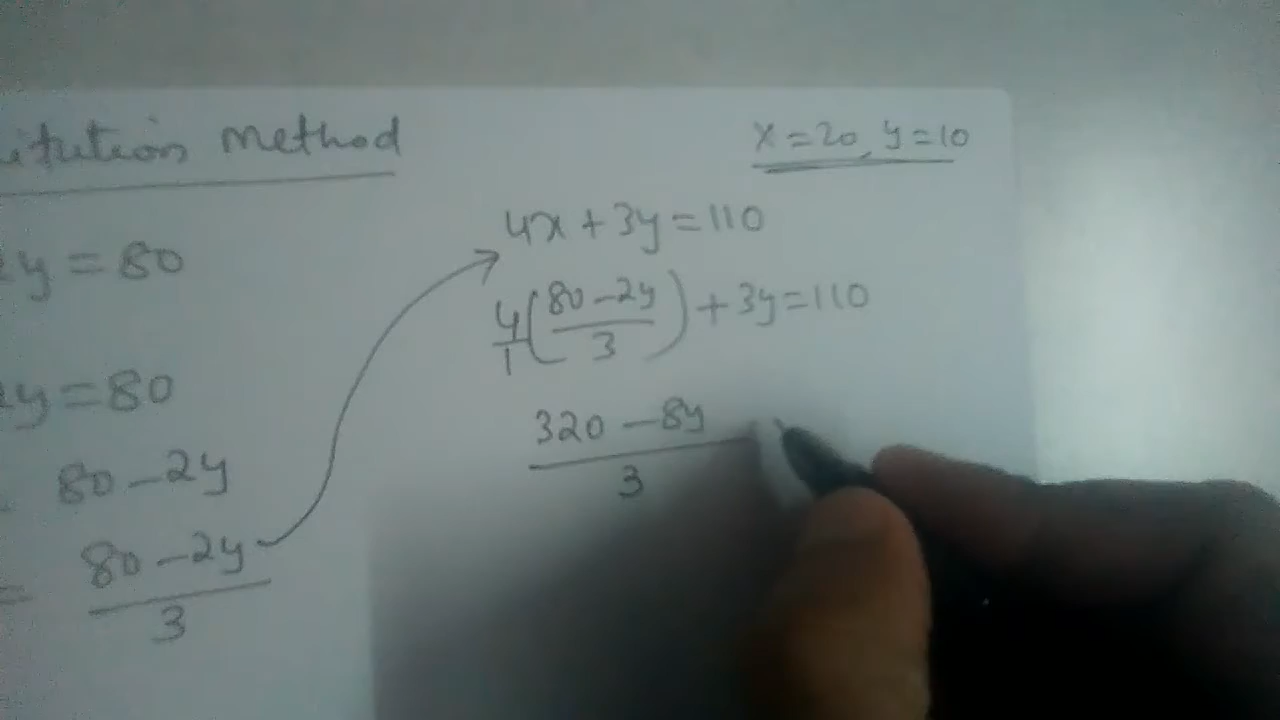 itution Method
y = 80
y = 80
80 - 2y
= 80 - 2y
3
x = 20, y = 10
4x + 3y = 110
4/1 (80 - 2y / 3) + 3y = 110
320 - 8y
3